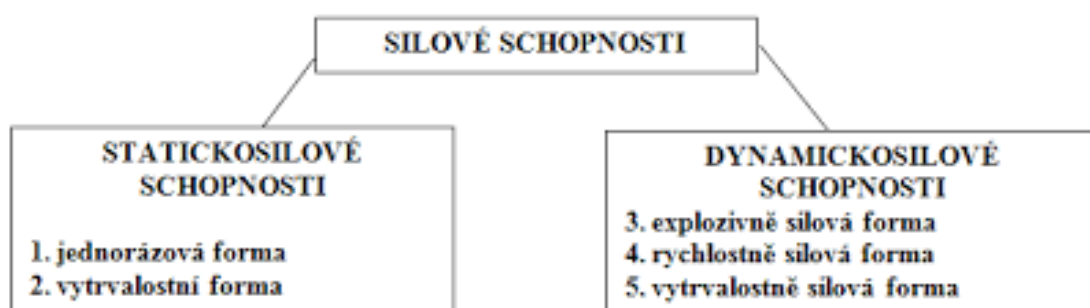 SILOVÉ SCHOPNOSTI
STATICKOSILOVÉ
SCHOPNOSTI
1. jednorázová forma
2. vytrvalostní forma
DYNAMICKOSILOVÉ
SCHOPNOSTI
3. explozivně silová forma
4. rychlostně silová forma
5. vytrvalostně silová forma